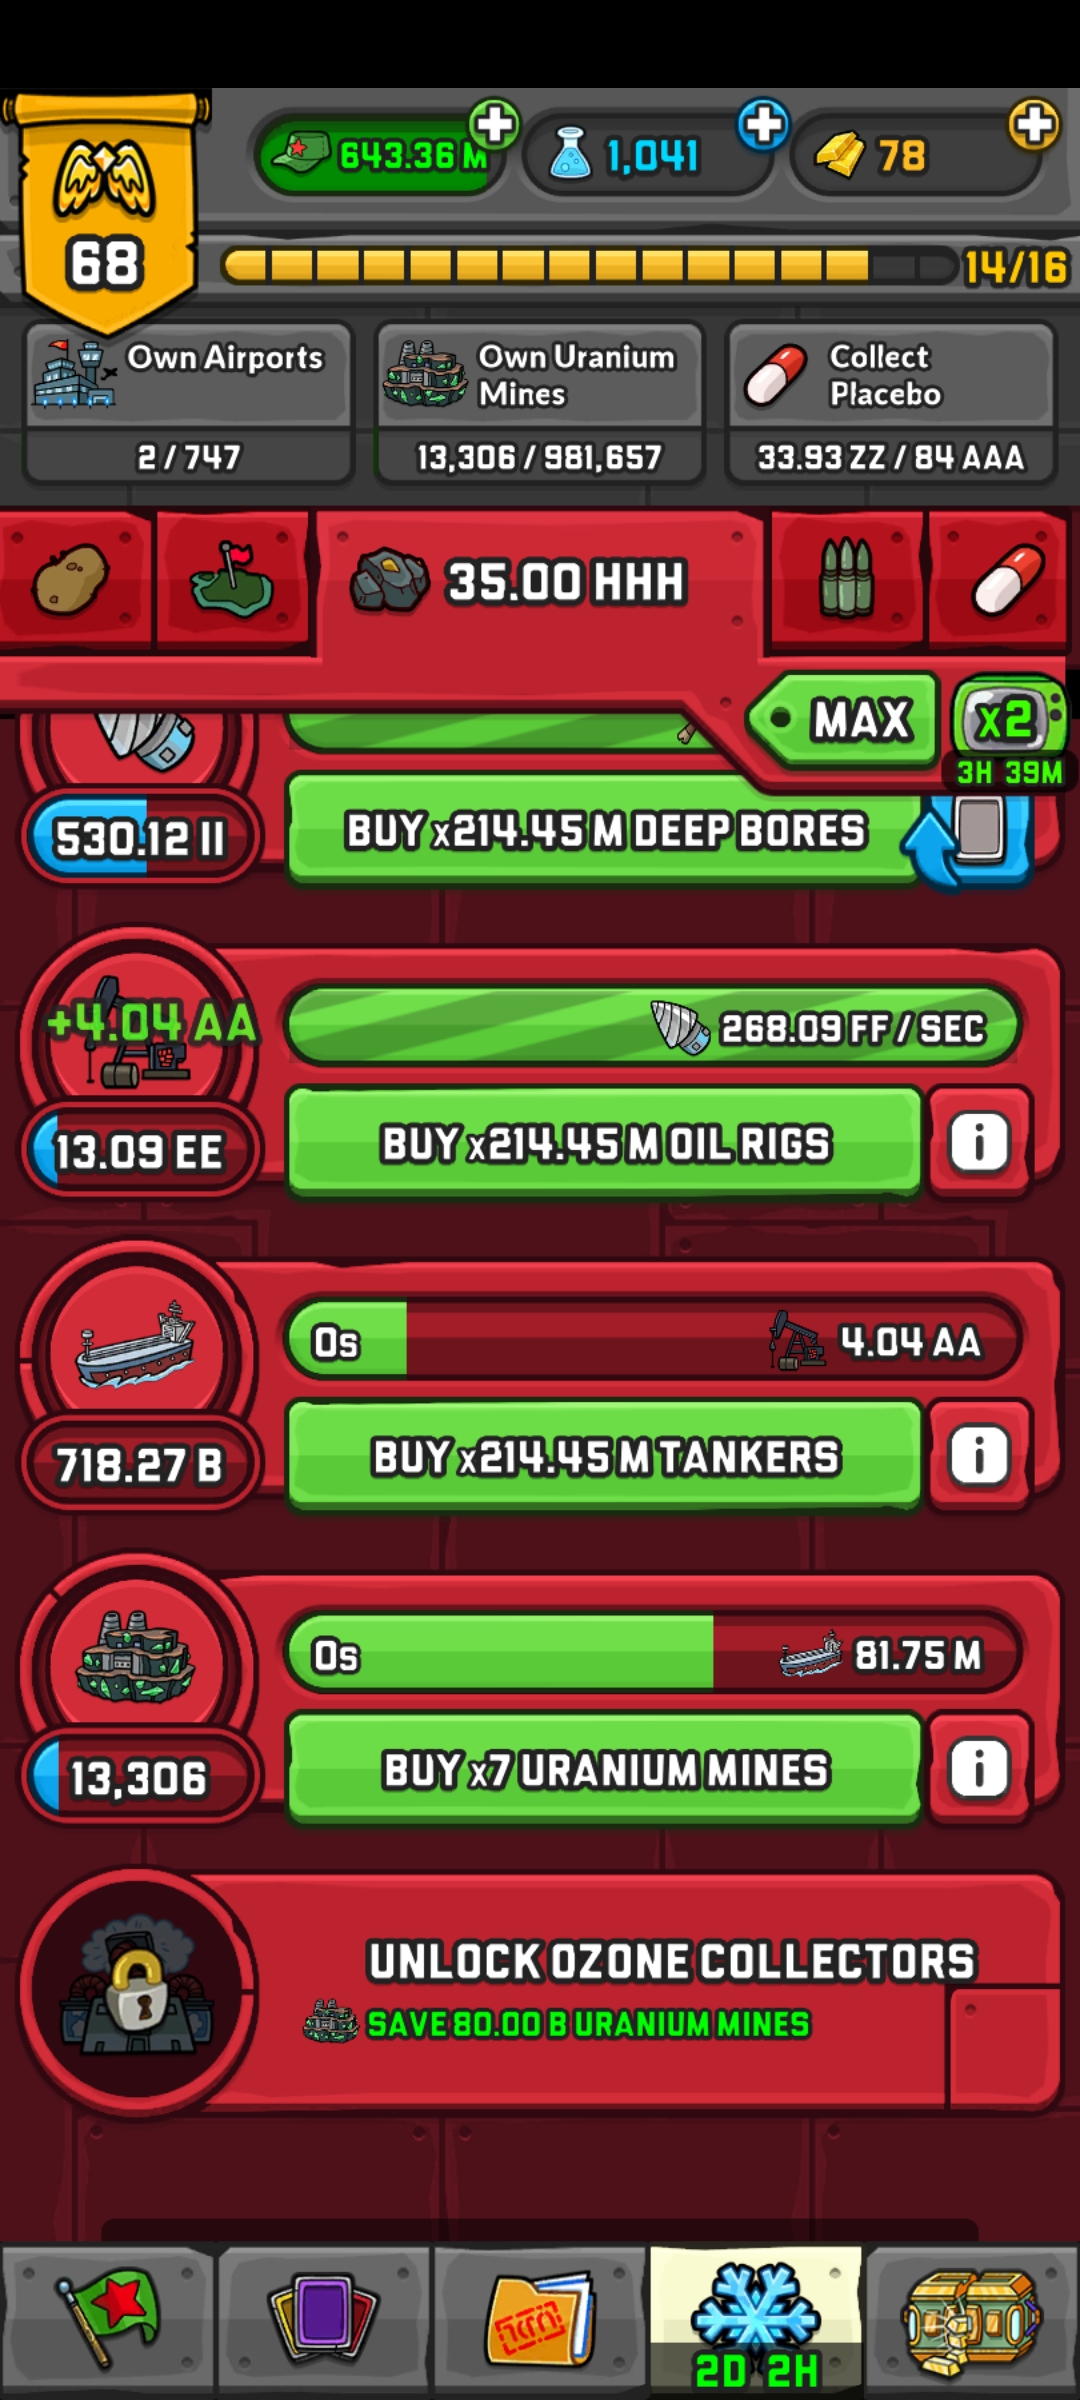 643.36 M
1,041
78
68
14/16
Own Airports
2 / 747
Own Uranium
Mines
13,306 / 981,657
Collect
Placebo
33.93 ZZ / 84 AAA
35.00 HHH
MAX
x2
3H 39M
530.12 II
BUY x214.45 M DEEP BORES
+4.04 AA
268.09 FF / SEC
13.09 EE
BUY x214.45 M OIL RIGS
i
0s
4.04 AA
718.27 B
BUY x214.45 M TANKERS
i
0s
81.75 M
13,306
BUY x7 URANIUM MINES
i
UNLOCK OZONE COLLECTORS
SAVE 80.00 B URANIUM MINES
2D 2H